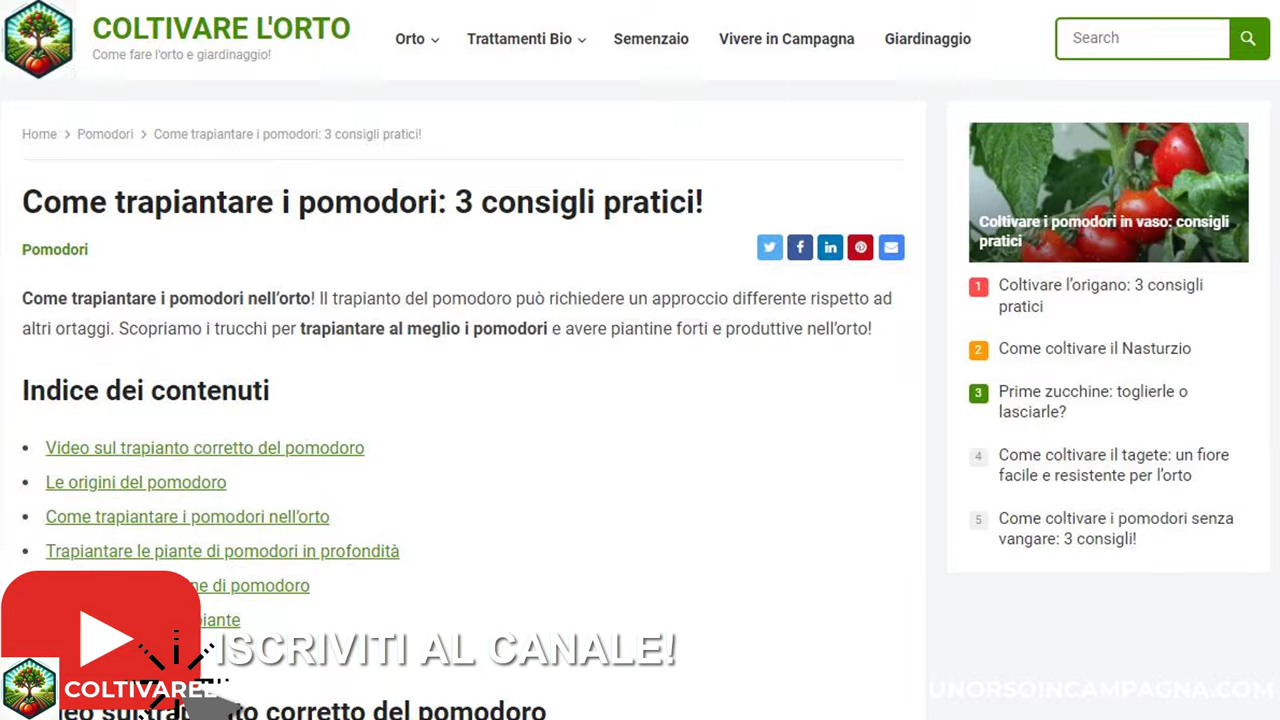 COLTIVARE L'ORTO
Come fare l'orto e giardinaggio!
Orto
Trattamenti Bio
Semenzaio
Vivere in Campagna
Giardinaggio
Search
Home > Pomodori > Come trapiantare i pomodori: 3 consigli pratici!
Come trapiantare i pomodori: 3 consigli pratici!
Pomodori
Come trapiantare i pomodori nell'orto! Il trapianto del pomodoro può richiedere un approccio differente rispetto ad
altri ortaggi. Scopriamo i trucchi per trapiantare al meglio i pomodori e avere piantine forti e produttive nell'orto!
Indice dei contenuti
Video sul trapianto corretto del pomodoro
Le origini del pomodoro
Come trapiantare i pomodori nell'orto
Trapiantare le piante di pomodori in profondità
di pomodoro
ISCRIVITI AL CANALE!
corretto del pomodoro
UNORSOINCAMPAGNA.COM
Coltivare i pomodori in vaso: consigli
pratici
1 Coltivare l'origano: 3 consigli
pratici
2 Come coltivare il Nasturzio
3 Prime zucchine: toglierle o
lasciarle?
4 Come coltivare il tagete: un fiore
facile e resistente per l'orto
5 Come coltivare i pomodori senza
vangare: 3 consigli!